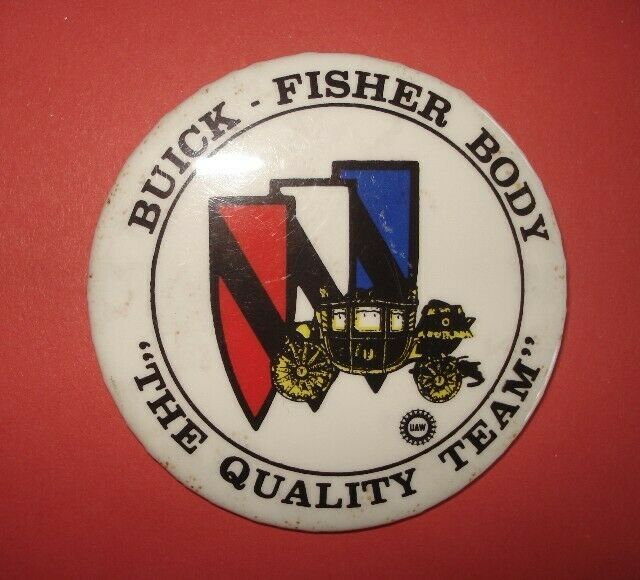 BUICK - FISHER BODY
UAW
"THE QUALITY TEAM"